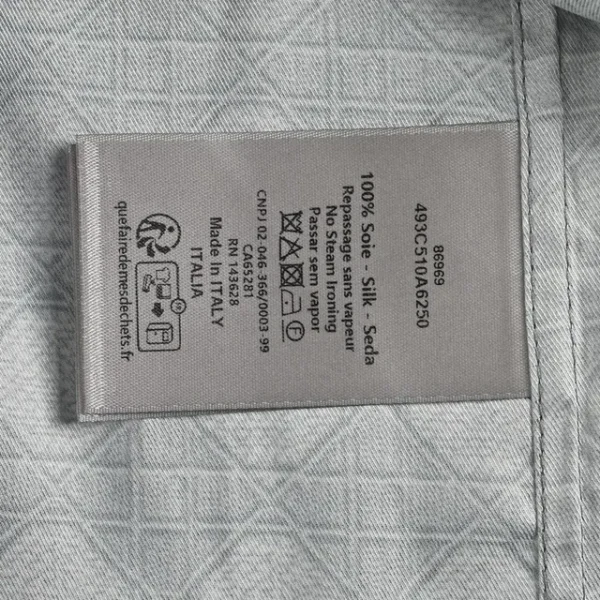 86969
493C510A6250
100% Soie - Silk - Seda
Repassage sans vapeur
No Steam Ironing
Passar sem vapor
CNPJ 02-046-366/0003-99
CA65281
RN 143628
Made in ITALY
ITALIA
quefairedemesdechets.fr